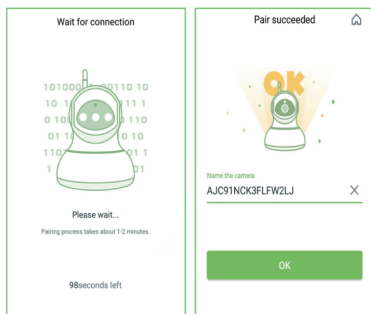 Wait for connection
Please wait...
Pairing process takes about 1-2 minutes.
98seconds left
Pair succeeded
OK
Name the camera
AJC91NCK3FLFW2LJ
OK